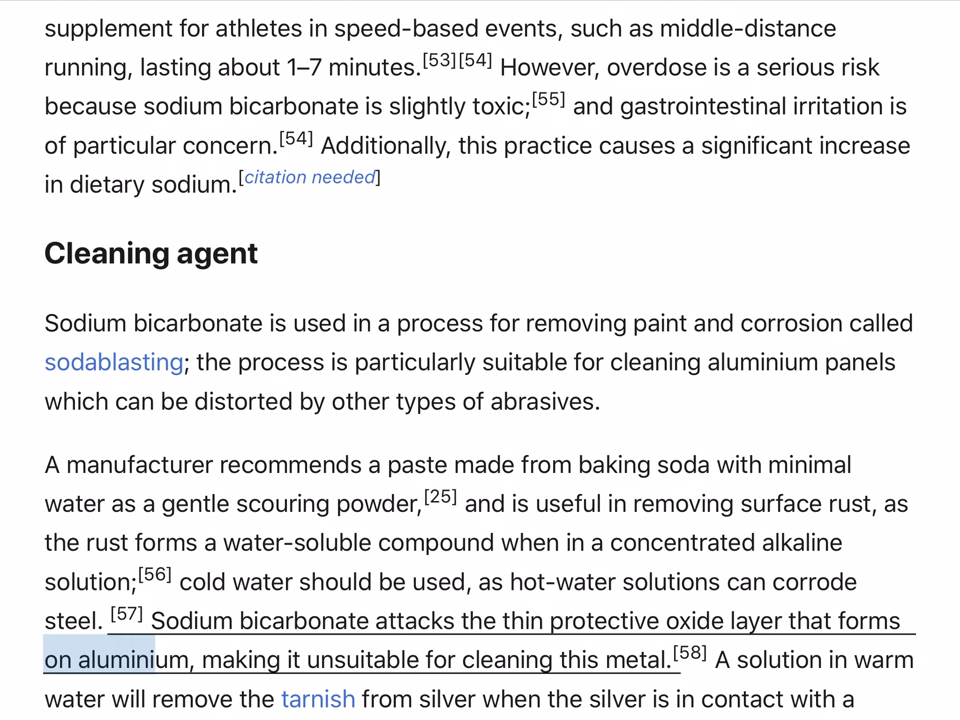 supplement for athletes in speed-based events, such as middle-distance
running, lasting about 1–7 minutes.[53][54] However, overdose is a serious risk
because sodium bicarbonate is slightly toxic;[55] and gastrointestinal irritation is
of particular concern.[54] Additionally, this practice causes a significant increase
in dietary sodium.[citation needed]
Cleaning agent
Sodium bicarbonate is used in a process for removing paint and corrosion called
sodablasting; the process is particularly suitable for cleaning aluminium panels
which can be distorted by other types of abrasives.
A manufacturer recommends a paste made from baking soda with minimal
water as a gentle scouring powder,[25] and is useful in removing surface rust, as
the rust forms a water-soluble compound when in a concentrated alkaline
solution;[56] cold water should be used, as hot-water solutions can corrode
steel. [57] Sodium bicarbonate attacks the thin protective oxide layer that forms
on aluminium, making it unsuitable for cleaning this metal.[58] A solution in warm
water will remove the tarnish from silver when the silver is in contact with a